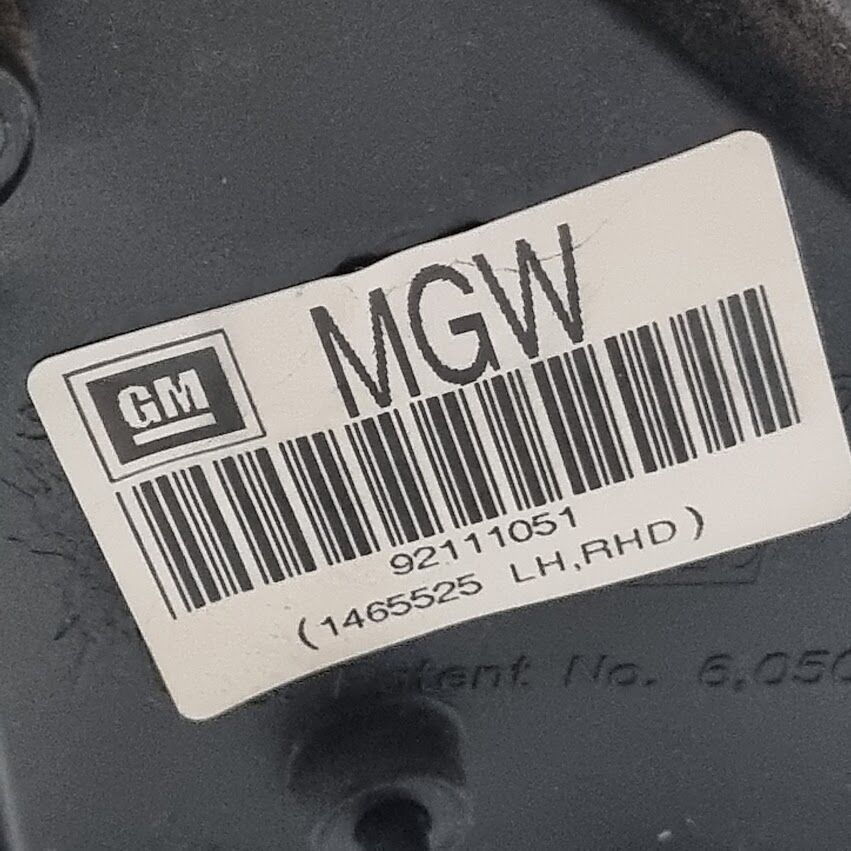 MGW
GM
92111051
(1465525 LH,RHD)
Patent No. 6,050